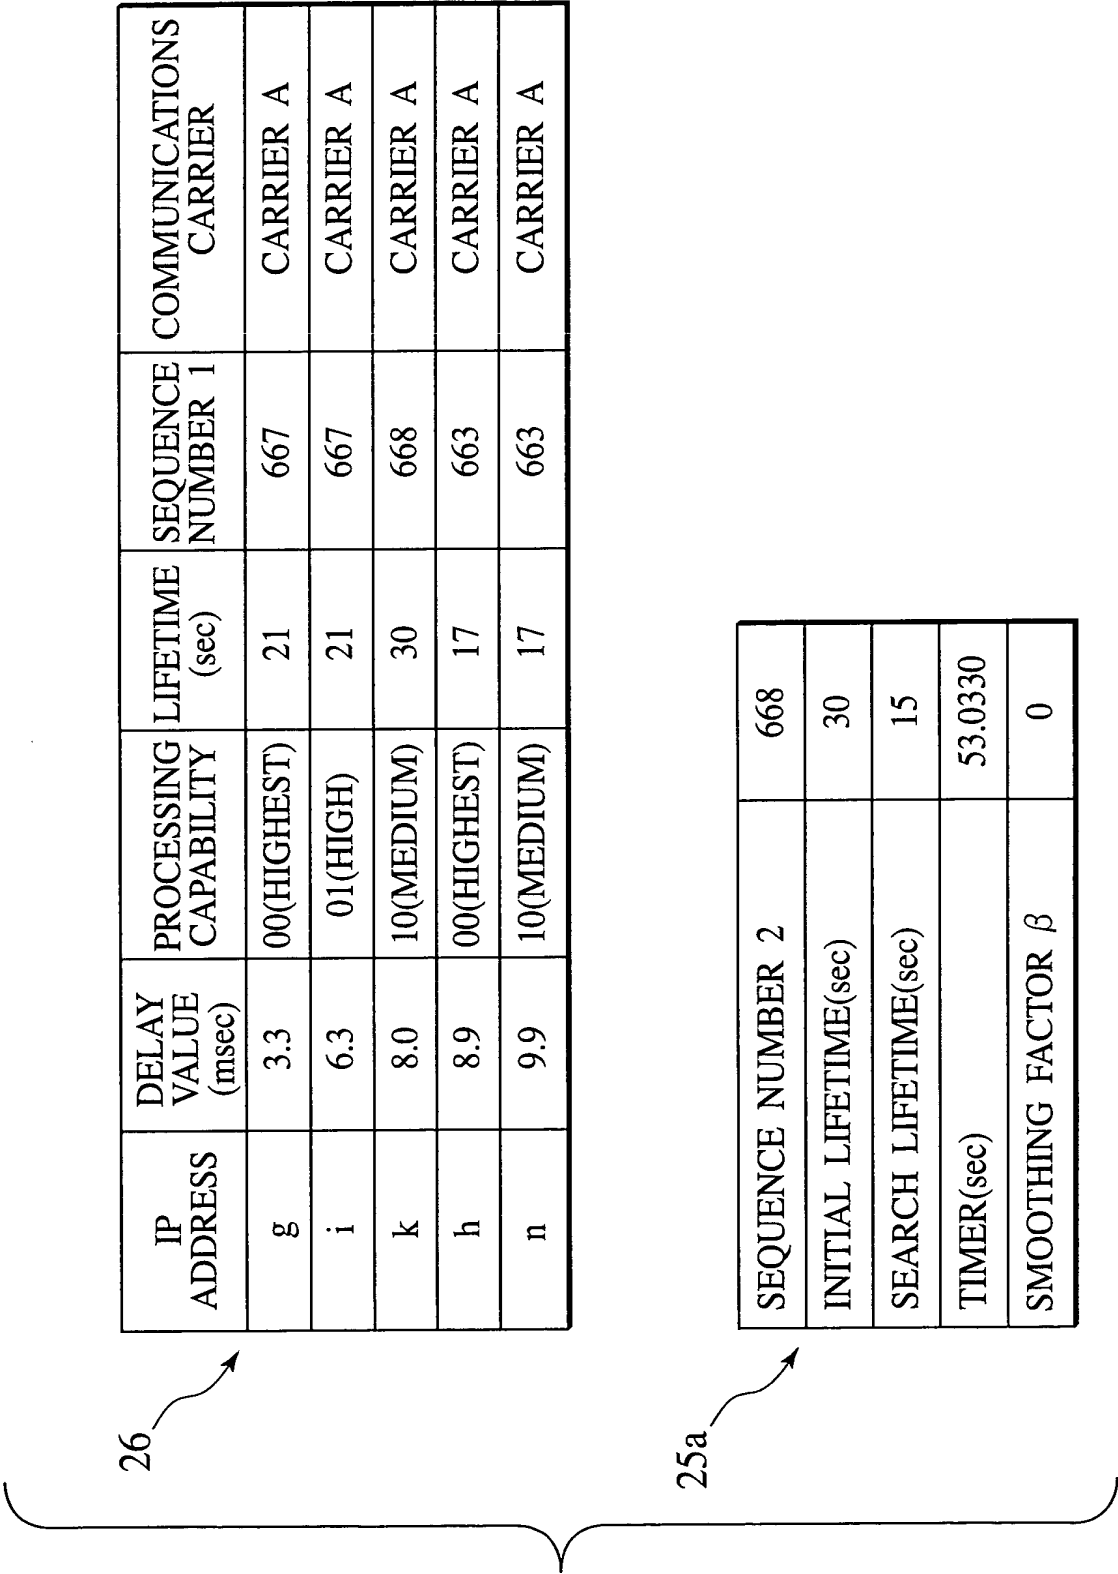 26
IP ADDRESS | DELAY VALUE (msec) | PROCESSING CAPABILITY | LIFETIME (sec) | SEQUENCE NUMBER 1 | COMMUNICATIONS CARRIER
g | 3.3 | 00(HIGHEST) | 21 | 667 | CARRIER A
i | 6.3 | 01(HIGH) | 21 | 667 | CARRIER A
k | 8.0 | 10(MEDIUM) | 30 | 668 | CARRIER A
h | 8.9 | 00(HIGHEST) | 17 | 663 | CARRIER A
n | 9.9 | 10(MEDIUM) | 17 | 663 | CARRIER A
25a
SEQUENCE NUMBER 2 | 668
INITIAL LIFETIME(sec) | 30
SEARCH LIFETIME(sec) | 15
TIMER(sec) | 53.0330
SMOOTHING FACTOR β | 0